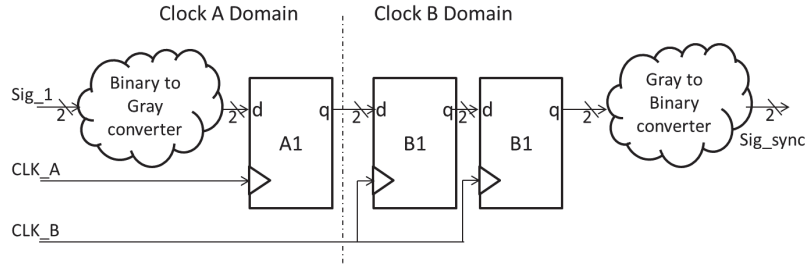 Clock A Domain
Clock B Domain
Sig_1
2
Binary to
Gray
converter
2
d
q
A1
2
d
q
B1
2
d
q
B1
2
Gray to
Binary
converter
2
Sig_sync
CLK_A
CLK_B